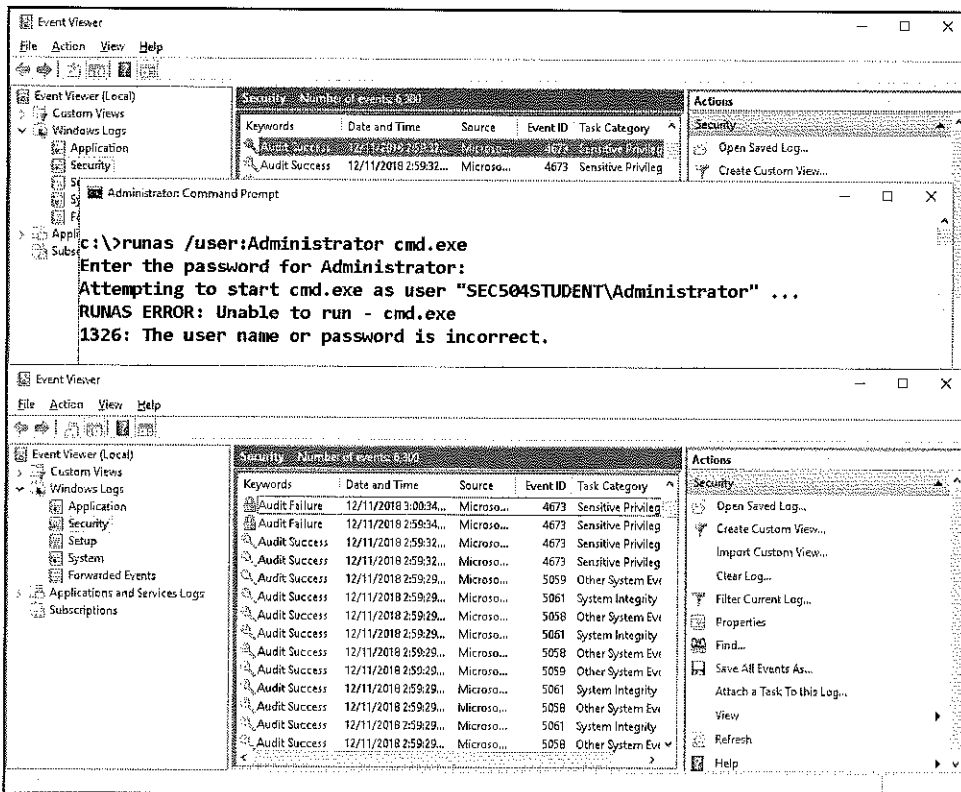 Event Viewer
File Action View Help
Event Viewer (Local)
Custom Views
Windows Logs
Application
Security
Security Number of events: 6,300
Keywords Date and Time Source Event ID Task Category
Audit Success
Audit Success 12/11/2018 2:59:32... Microso... 4673 Sensitive Privileg
Actions
Security
Open Saved Log...
Create Custom View...
Administrator: Command Prompt
c:\>runas /user:Administrator cmd.exe
Enter the password for Administrator:
Attempting to start cmd.exe as user "SEC504STUDENT\Administrator" ...
RUNAS ERROR: Unable to run - cmd.exe
1326: The user name or password is incorrect.
Event Viewer
File Action View Help
Event Viewer (Local)
Custom Views
Windows Logs
Application
Security
Setup
System
Forwarded Events
Applications and Services Logs
Subscriptions
Security Number of events: 6,300
Keywords Date and Time Source Event ID Task Category
Audit Failure 12/11/2018 3:00:34... Microso... 4673 Sensitive Privileg
Audit Failure 12/11/2018 2:59:34... Microso... 4673 Sensitive Privileg
Audit Success 12/11/2018 2:59:32... Microso... 4673 Sensitive Privileg
Audit Success 12/11/2018 2:59:32... Microso... 4673 Sensitive Privileg
Audit Success 12/11/2018 2:59:29... Microso... 5059 Other System Eve
Audit Success 12/11/2018 2:59:29... Microso... 5061 System Integrity
Audit Success 12/11/2018 2:59:29... Microso... 5058 Other System Eve
Audit Success 12/11/2018 2:59:29... Microso... 5061 System Integrity
Audit Success 12/11/2018 2:59:29... Microso... 5058 Other System Eve
Audit Success 12/11/2018 2:59:29... Microso... 5059 Other System Eve
Audit Success 12/11/2018 2:59:29... Microso... 5061 System Integrity
Audit Success 12/11/2018 2:59:29... Microso... 5058 Other System Eve
Audit Success 12/11/2018 2:59:29... Microso... 5061 System Integrity
Audit Success 12/11/2018 2:59:29... Microso... 5058 Other System Eve
Actions
Security
Open Saved Log...
Create Custom View...
Import Custom View...
Clear Log...
Filter Current Log...
Properties
Find...
Save All Events As...
Attach a Task To this Log...
View
Refresh
Help